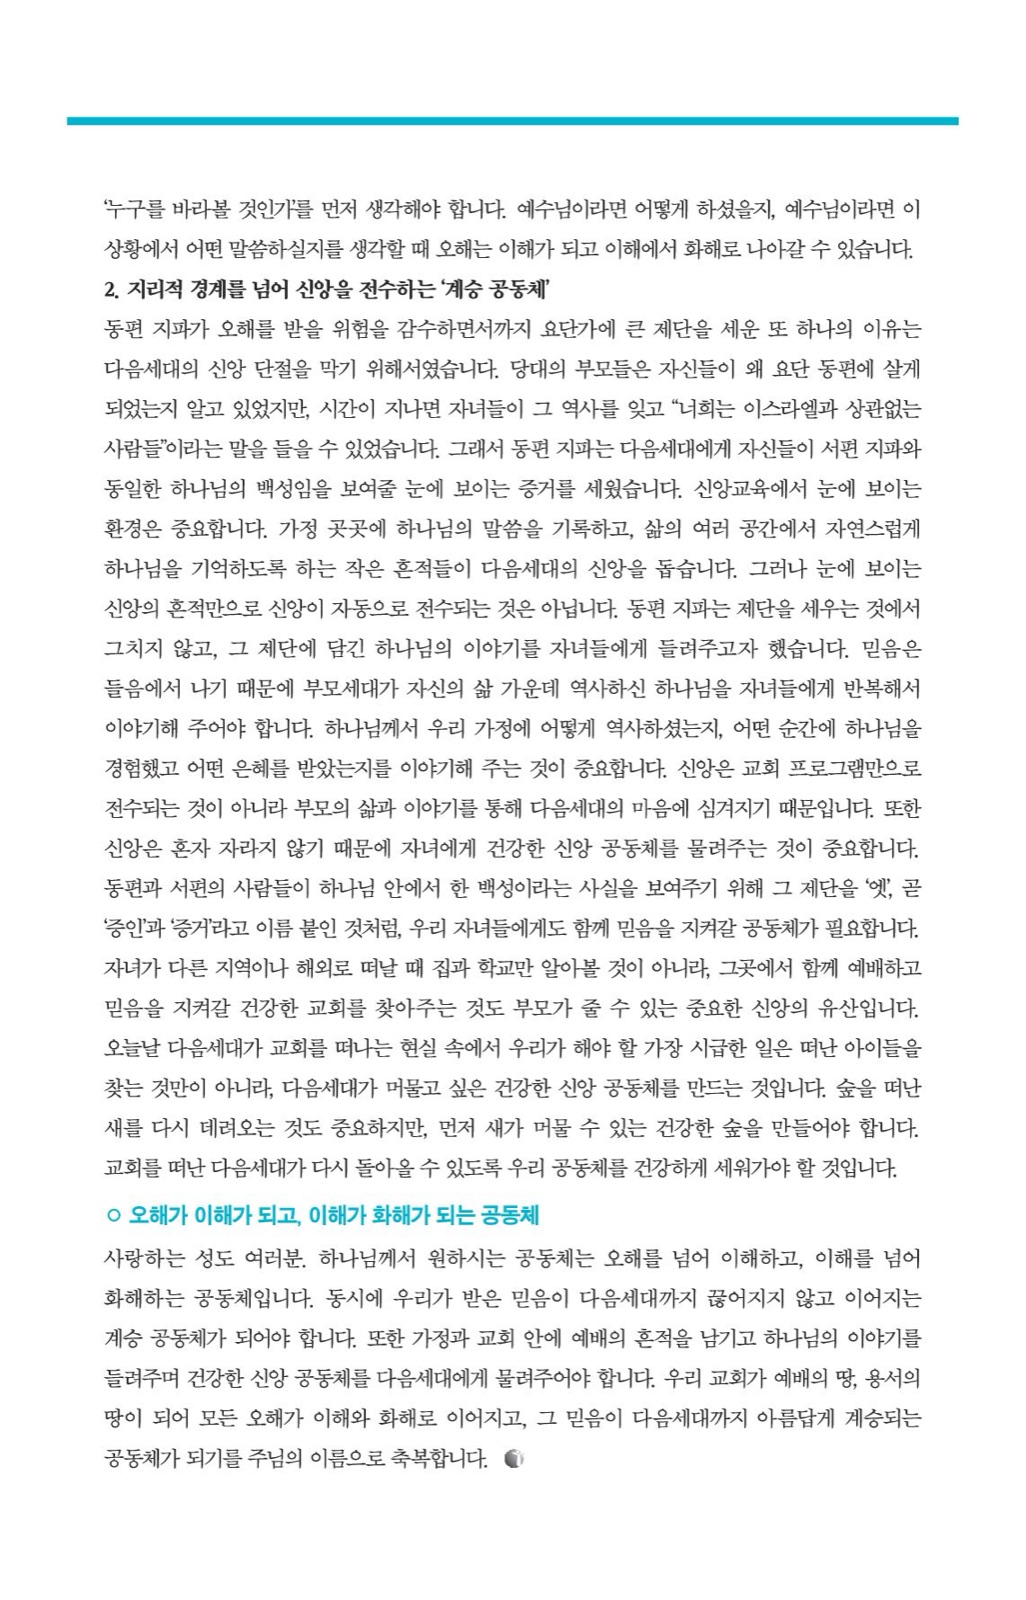 ‘누구를 바라볼 것인가’를 먼저 생각해야 합니다. 예수님이라면 어떻게 하셨을지, 예수님이라면 이
상황에서 어떤 말씀하실지를 생각할 때 오해는 이해가 되고 이해에서 화해로 나아갈 수 있습니다.
2. 지리적 경계를 넘어 신앙을 전수하는 ‘계승 공동체’
동편 지파가 오해를 받을 위험을 감수하면서까지 요단가에 큰 제단을 세운 또 하나의 이유는
다음세대의 신앙 단절을 막기 위해서였습니다. 당대의 부모들은 자신들이 왜 요단 동편에 살게
되었는지 알고 있었지만, 시간이 지나면 자녀들이 그 역사를 잊고 “너희는 이스라엘과 상관없는
사람들”이라는 말을 들을 수 있었습니다. 그래서 동편 지파는 다음세대에게 자신들이 서편 지파와
동일한 하나님의 백성임을 보여줄 눈에 보이는 증거를 세웠습니다. 신앙교육에서 눈에 보이는
환경은 중요합니다. 가정 곳곳에 하나님의 말씀을 기록하고, 삶의 여러 공간에서 자연스럽게
하나님을 기억하도록 하는 작은 흔적들이 다음세대의 신앙을 돕습니다. 그러나 눈에 보이는
신앙의 흔적만으로 신앙이 자동으로 전수되는 것은 아닙니다. 동편 지파는 제단을 세우는 것에서
그치지 않고, 그 제단에 담긴 하나님의 이야기를 자녀들에게 들려주고자 했습니다. 믿음은
들음에서 나기 때문에 부모세대가 자신의 삶 가운데 역사하신 하나님을 자녀들에게 반복해서
이야기해 주어야 합니다. 하나님께서 우리 가정에 어떻게 역사하셨는지, 어떤 순간에 하나님을
경험했고 어떤 은혜를 받았는지를 이야기해 주는 것이 중요합니다. 신앙은 교회 프로그램만으로
전수되는 것이 아니라 부모의 삶과 이야기를 통해 다음세대의 마음에 심겨지기 때문입니다. 또한
신앙은 혼자 자라지 않기 때문에 자녀에게 건강한 신앙 공동체를 물려주는 것이 중요합니다.
동편과 서편의 사람들이 하나님 안에서 한 백성이라는 사실을 보여주기 위해 그 제단을 ‘엣’, 곧
‘증인’과 ‘증거’라고 이름 붙인 것처럼, 우리 자녀들에게도 함께 믿음을 지켜갈 공동체가 필요합니다.
자녀가 다른 지역이나 해외로 떠날 때 집과 학교만 알아볼 것이 아니라, 그곳에서 함께 예배하고
믿음을 지켜갈 건강한 교회를 찾아주는 것도 부모가 줄 수 있는 중요한 신앙의 유산입니다.
오늘날 다음세대가 교회를 떠나는 현실 속에서 우리가 해야 할 가장 시급한 일은 떠난 아이들을
찾는 것만이 아니라, 다음세대가 머물고 싶은 건강한 신앙 공동체를 만드는 것입니다. 숲을 떠난
새를 다시 데려오는 것도 중요하지만, 먼저 새가 머물 수 있는 건강한 숲을 만들어야 합니다.
교회를 떠난 다음세대가 다시 돌아올 수 있도록 우리 공동체를 건강하게 세워가야 할 것입니다.
○ 오해가 이해가 되고, 이해가 화해가 되는 공동체
사랑하는 성도 여러분. 하나님께서 원하시는 공동체는 오해를 넘어 이해하고, 이해를 넘어
화해하는 공동체입니다. 동시에 우리가 받은 믿음이 다음세대까지 끊어지지 않고 이어지는
계승 공동체가 되어야 합니다. 또한 가정과 교회 안에 예배의 흔적을 남기고 하나님의 이야기를
들려주며 건강한 신앙 공동체를 다음세대에게 물려주어야 합니다. 우리 교회가 예배의 땅, 용서의
땅이 되어 모든 오해가 이해와 화해로 이어지고, 그 믿음이 다음세대까지 아름답게 계승되는
공동체가 되기를 주님의 이름으로 축복합니다.